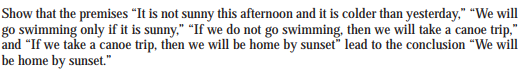 Show that the premises “It is not sunny this afternoon and it is colder than yesterday,” “We will
go swimming only if it is sunny,” “If we do not go swimming, then we will take a canoe trip,”
and “If we take a canoe trip, then we will be home by sunset” lead to the conclusion “We will
be home by sunset.”